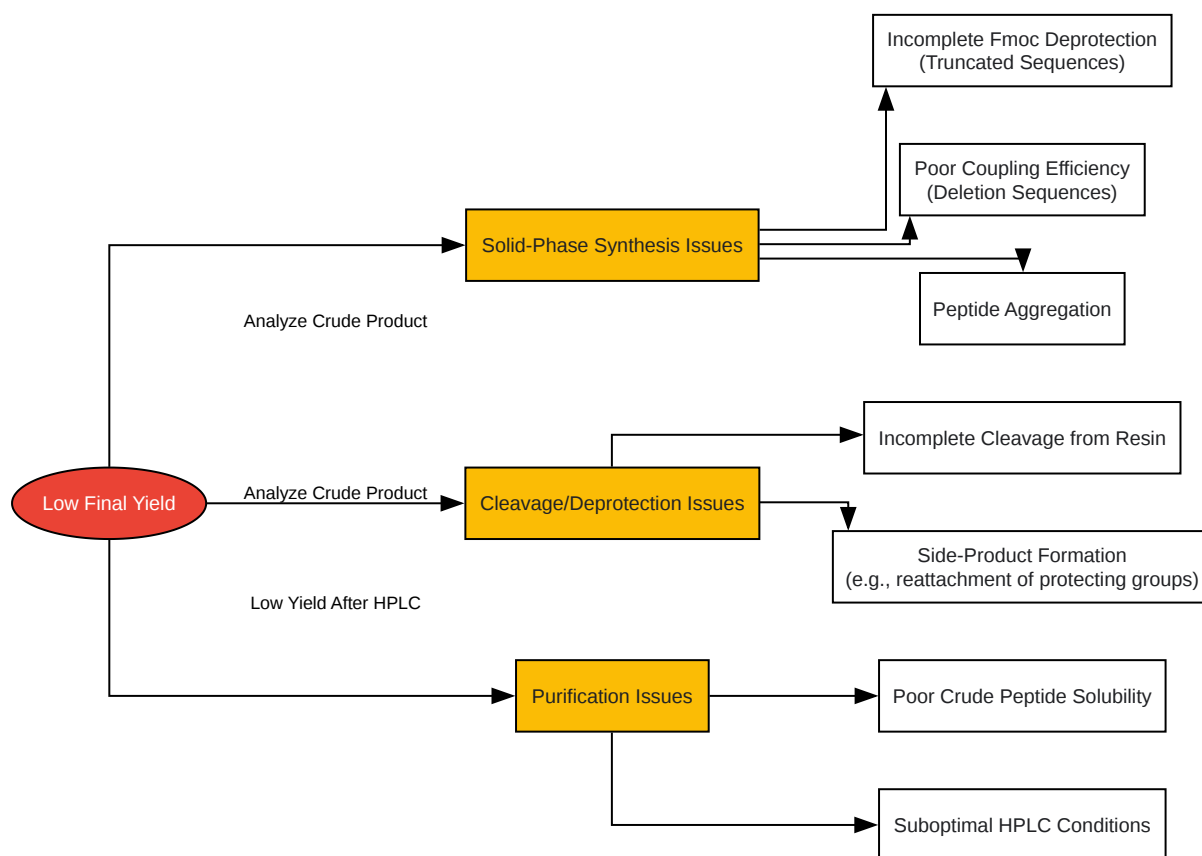 Incomplete Fmoc Deprotection
(Truncated Sequences)
Poor Coupling Efficiency
(Deletion Sequences)
Solid-Phase Synthesis Issues
Peptide Aggregation
Analyze Crude Product
Incomplete Cleavage from Resin
Low Final Yield
Analyze Crude Product
Cleavage/Deprotection Issues
Side-Product Formation
(e.g., reattachment of protecting groups)
Low Yield After HPLC
Purification Issues
Poor Crude Peptide Solubility
Suboptimal HPLC Conditions